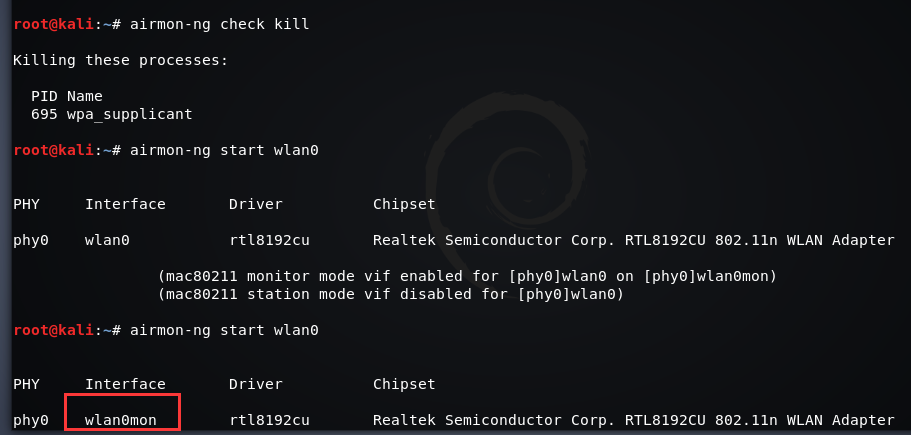 root@kali:~# airmon-ng check kill
Killing these processes:
PID Name
695 wpa_supplicant
root@kali:~# airmon-ng start wlan0
PHY Interface Driver Chipset
phy0 wlan0 rtl8192cu Realtek Semiconductor Corp. RTL8192CU 802.11n WLAN Adapter
(mac80211 monitor mode vif enabled for [phy0]wlan0 on [phy0]wlan0mon)
(mac80211 station mode vif disabled for [phy0]wlan0)
root@kali:~# airmon-ng start wlan0
PHY Interface Driver Chipset
phy0 wlan0mon rtl8192cu Realtek Semiconductor Corp. RTL8192CU 802.11n WLAN Adapter